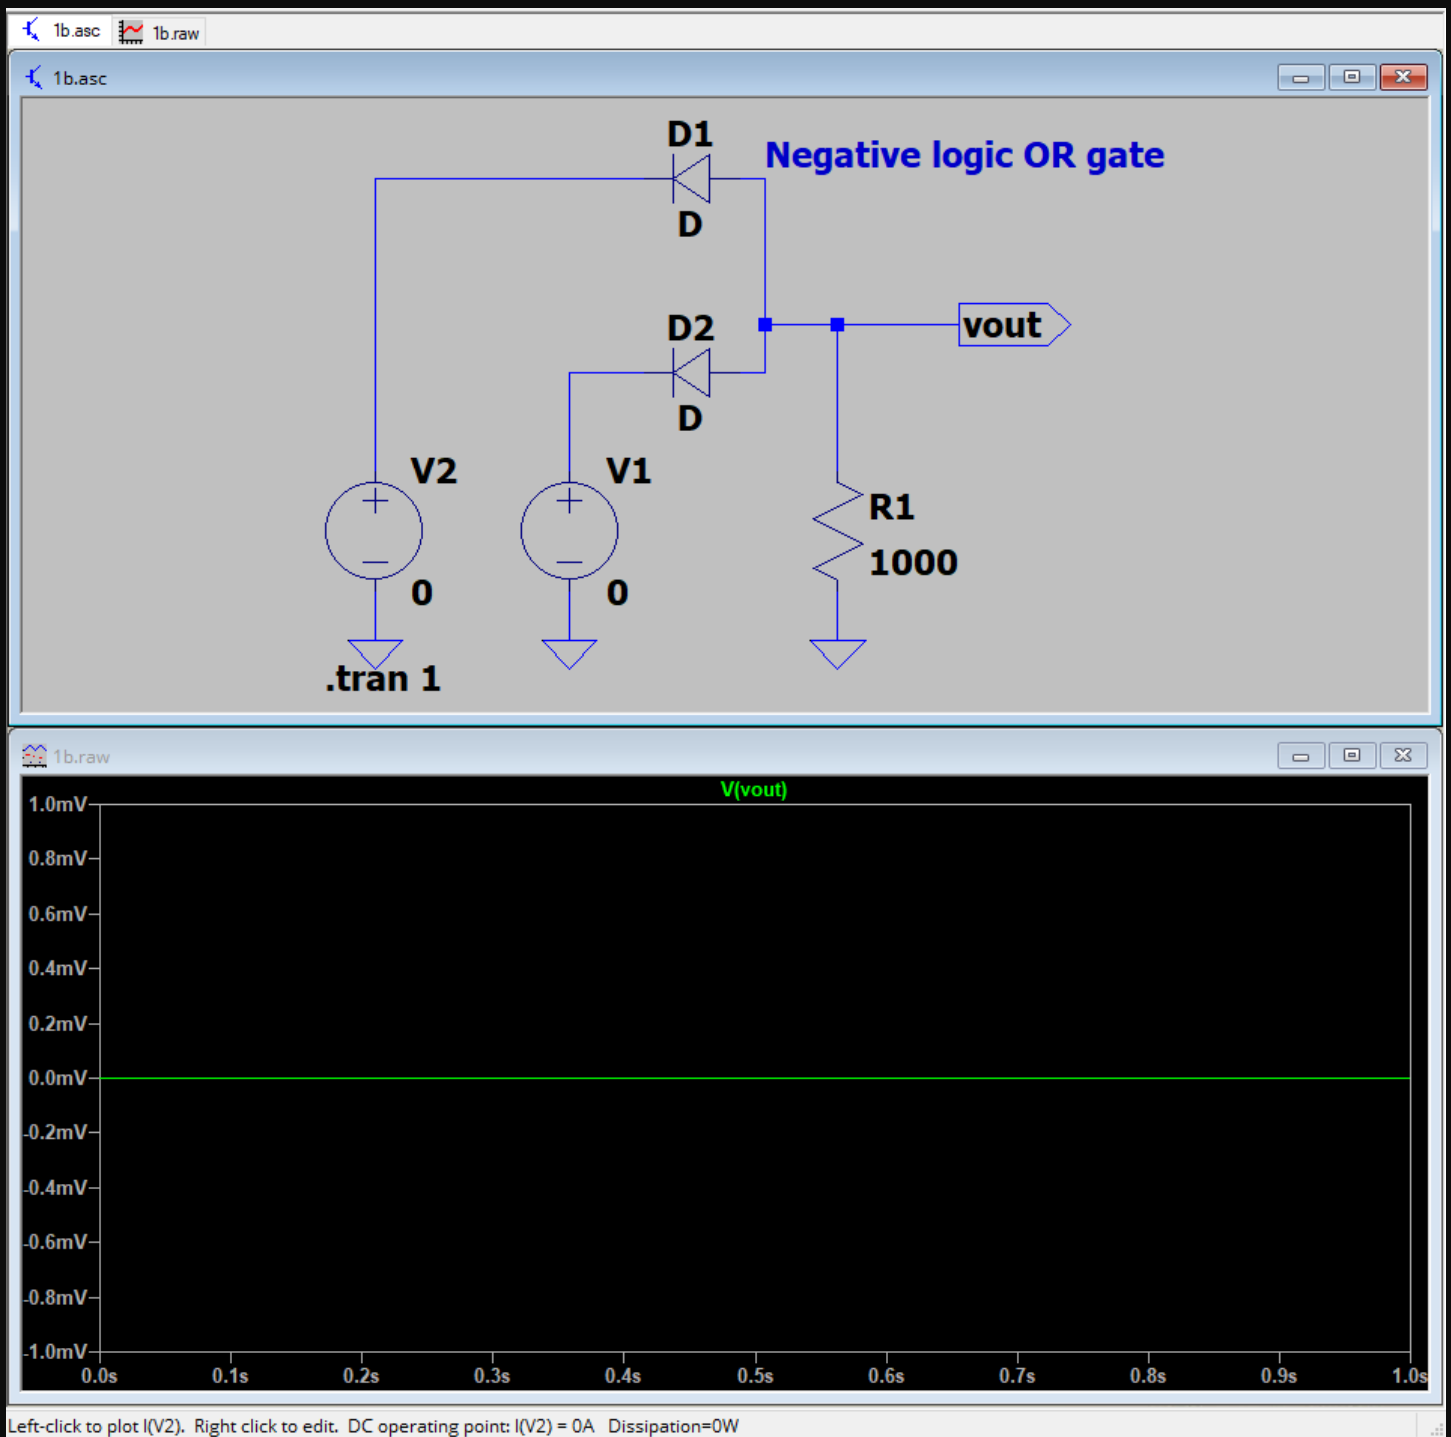 1b.asc
1b.raw
1b.asc
D1
Negative logic OR gate
D
D2
vout
D
V2
V1
R1
1000
0
0
.tran 1
1b.raw
V(vout)
1.0mV
0.8mV
0.6mV
0.4mV
0.2mV
0.0mV
-0.2mV
-0.4mV
-0.6mV
-0.8mV
-1.0mV
0.0s 0.1s 0.2s 0.3s 0.4s 0.5s 0.6s 0.7s 0.8s 0.9s 1.0s
Left-click to plot I(V2). Right click to edit. DC operating point: I(V2) = 0A Dissipation=0W